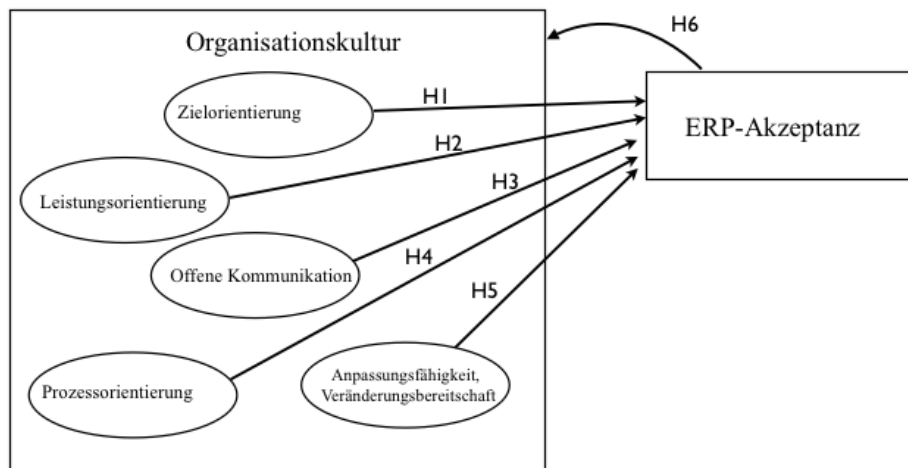 Organisationskultur
H6
Zielorientierung
H1
ERP-Akzeptanz
H2
Leistungsorientierung
H3
Offene Kommunikation
H4
H5
Prozessorientierung
Anpassungsfähigkeit,
Veränderungsbereitschaft